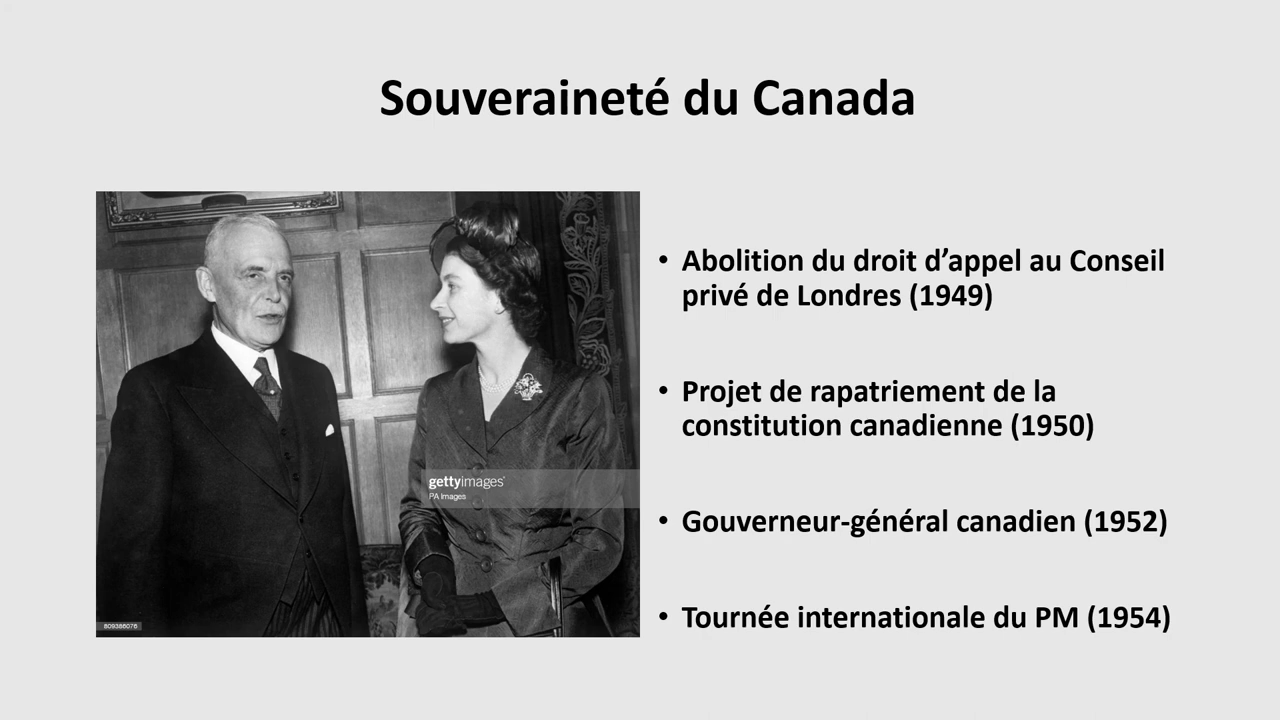 Souveraineté du Canada
• Abolition du droit d’appel au Conseil
privé de Londres (1949)
• Projet de rapatriement de la
constitution canadienne (1950)
• Gouverneur-général canadien (1952)
• Tournée internationale du PM (1954)
gettyimages®
PA Images
809386076